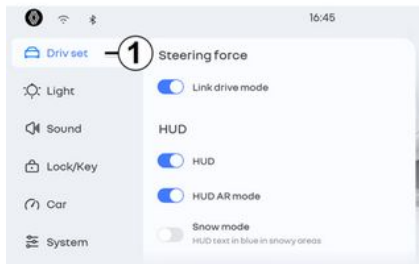 16:45
Driv set
1
Steering force
Link drive mode
Light
Sound
HUD
Lock/Key
HUD
Car
HUD AR mode
System
Snow mode
HUD text in blue in snowy areas